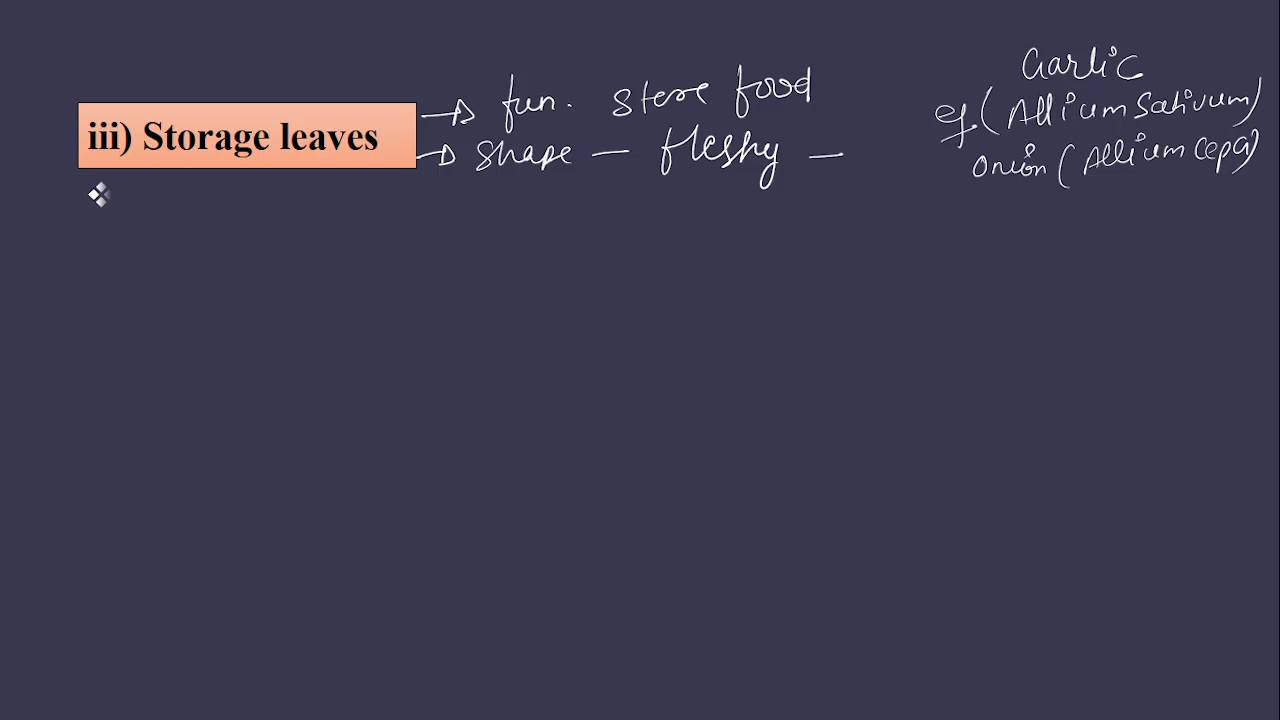 Garlic
fun. Store food
eg. (Allium Sativum)
iii) Storage leaves
Shape — fleshy —
Onion (Allium Cepa)